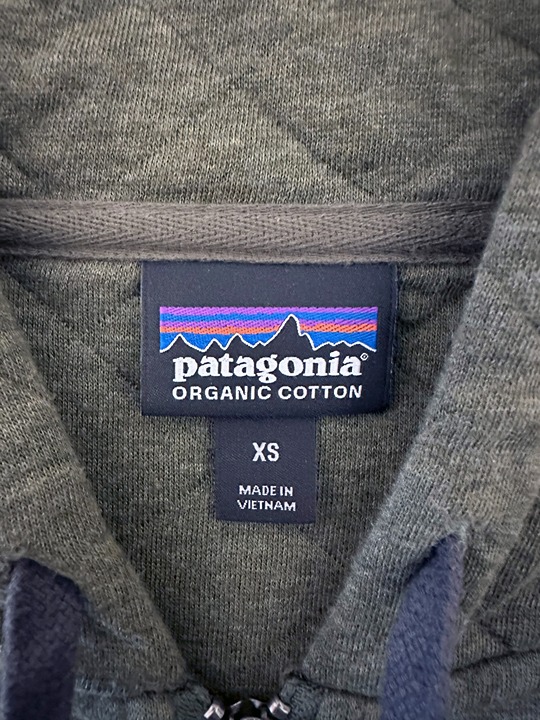 patagonia®
ORGANIC COTTON
XS
MADE IN
VIETNAM